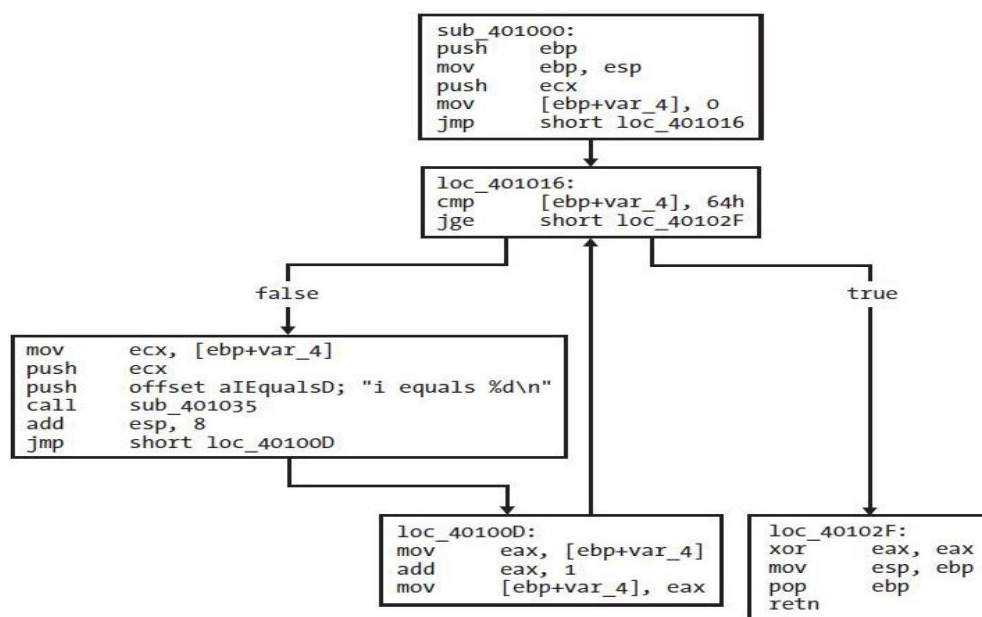 sub_401000:
push ebp
mov ebp, esp
push ecx
mov [ebp+var_4], 0
jmp short loc_401016
loc_401016:
cmp [ebp+var_4], 64h
jge short loc_40102F
false
true
mov ecx, [ebp+var_4]
push ecx
push offset aIEqualsD; "i equals %d\n"
call sub_401035
add esp, 8
jmp short loc_40100D
loc_40100D:
mov eax, [ebp+var_4]
add eax, 1
mov [ebp+var_4], eax
loc_40102F:
xor eax, eax
mov esp, ebp
pop ebp
retn